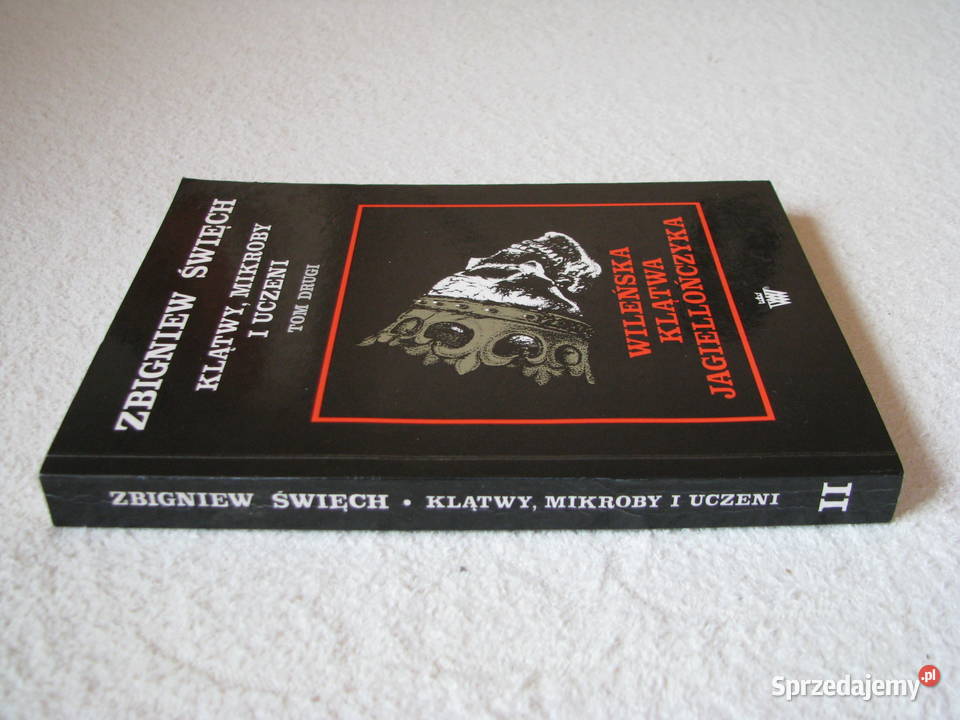 ZBIGNIEW ŚWIĘCH
KLĄTWY, MIKROBY
I UCZENI
TOM DRUGI
WILEŃSKA
KLĄTWA
JAGIELLOŃCZYKA
ZBIGNIEW ŚWIĘCH • KLĄTWY, MIKROBY I UCZENI II
Sprzedajemy.pl